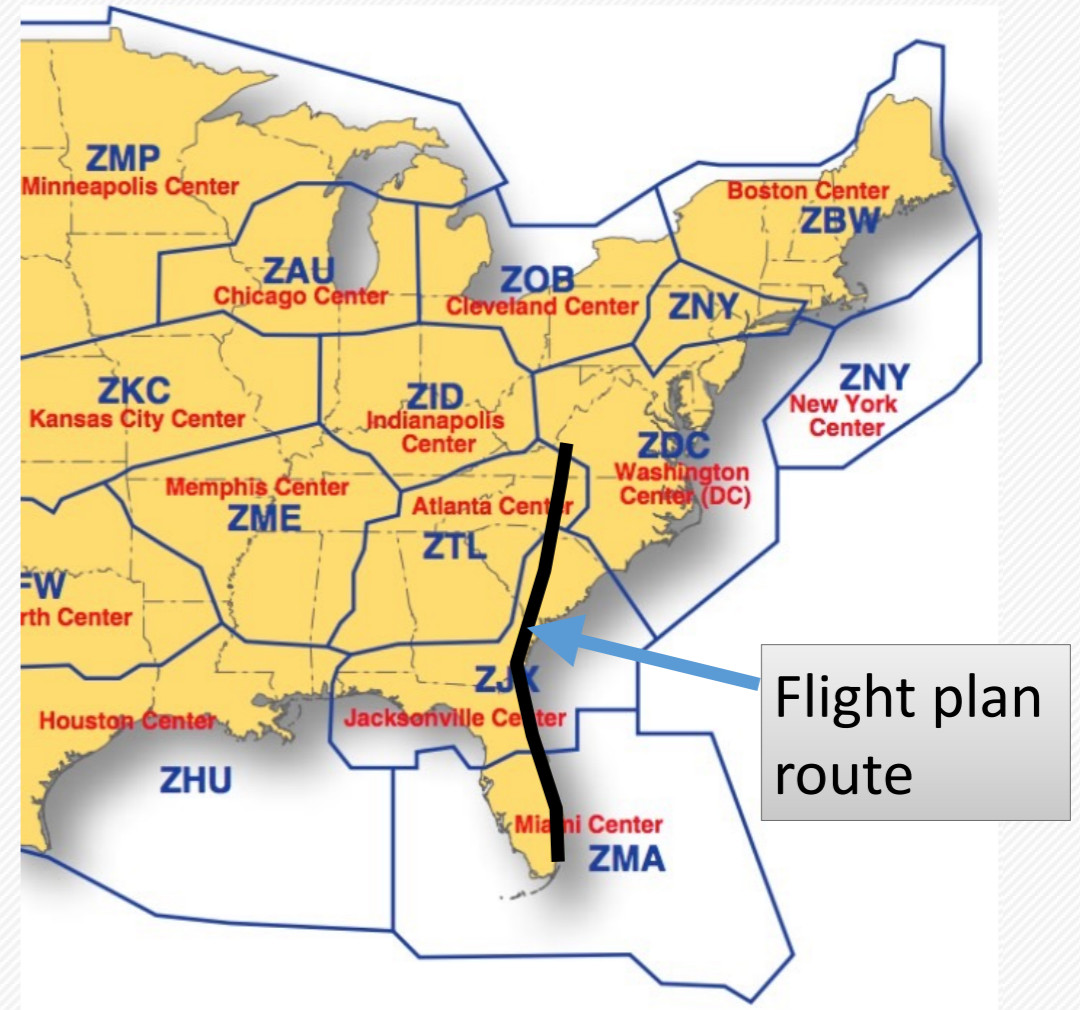 ZMP
Minneapolis Center
Boston Center
ZBW
ZAU
Chicago Center
ZOB
Cleveland Center
ZNY
ZKC
Kansas City Center
ZID
Indianapolis
Center
ZNY
New York
Center
ZDC
Washington
Center (DC)
Memphis Center
ZME
Atlanta Center
ZTL
FW
rth Center
ZJX
Jacksonville Center
Houston Center
ZHU
Flight plan
route
Miami Center
ZMA